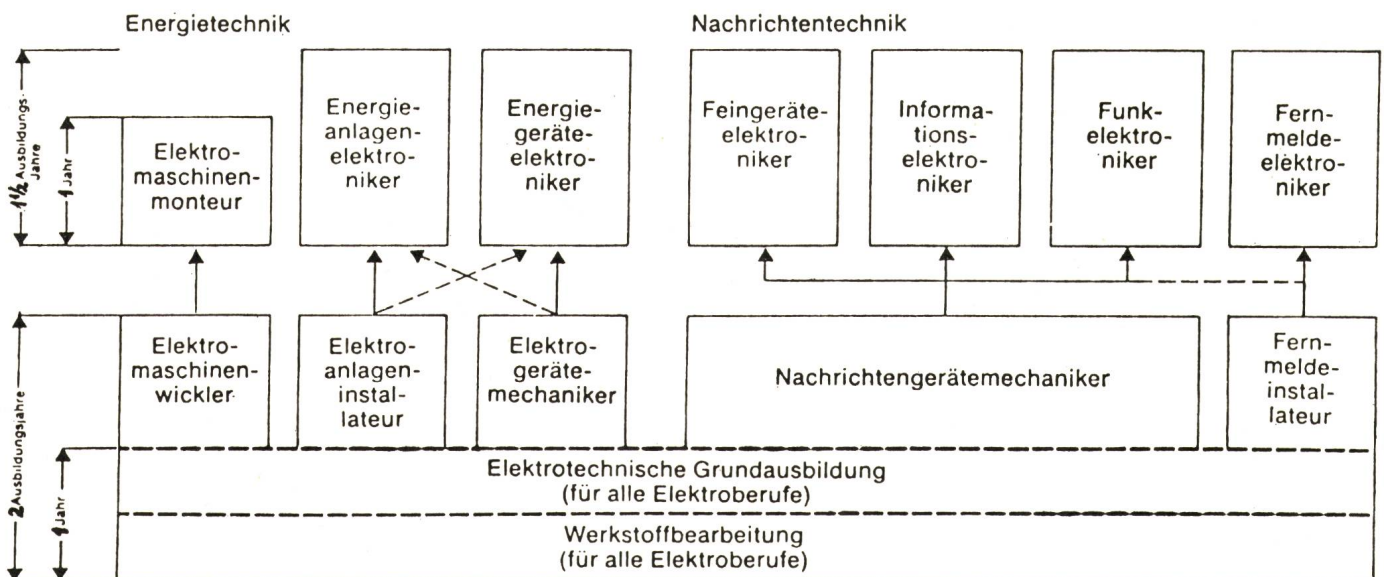 Energietechnik
Nachrichtentechnik
1 1/2 Ausbildungs-
Jahre
1 Jahr
Elektro-
maschinen-
monteur
Energie-
anlagen-
elektro-
niker
Energie-
geräte-
elektro-
niker
Feingeräte-
elektro-
niker
Informa-
tions-
elektro-
niker
Funk-
elektro-
niker
Fern-
melde-
elektro-
niker
2 Ausbildungsjahre
1 Jahr
Elektro-
maschinen-
wickler
Elektro-
anlagen-
instal-
lateur
Elektro-
geräte-
mechaniker
Nachrichtengerätemechaniker
Fern-
melde-
instal-
lateur
Elektrotechnische Grundausbildung
(für alle Elektroberufe)
Werkstoffbearbeitung
(für alle Elektroberufe)